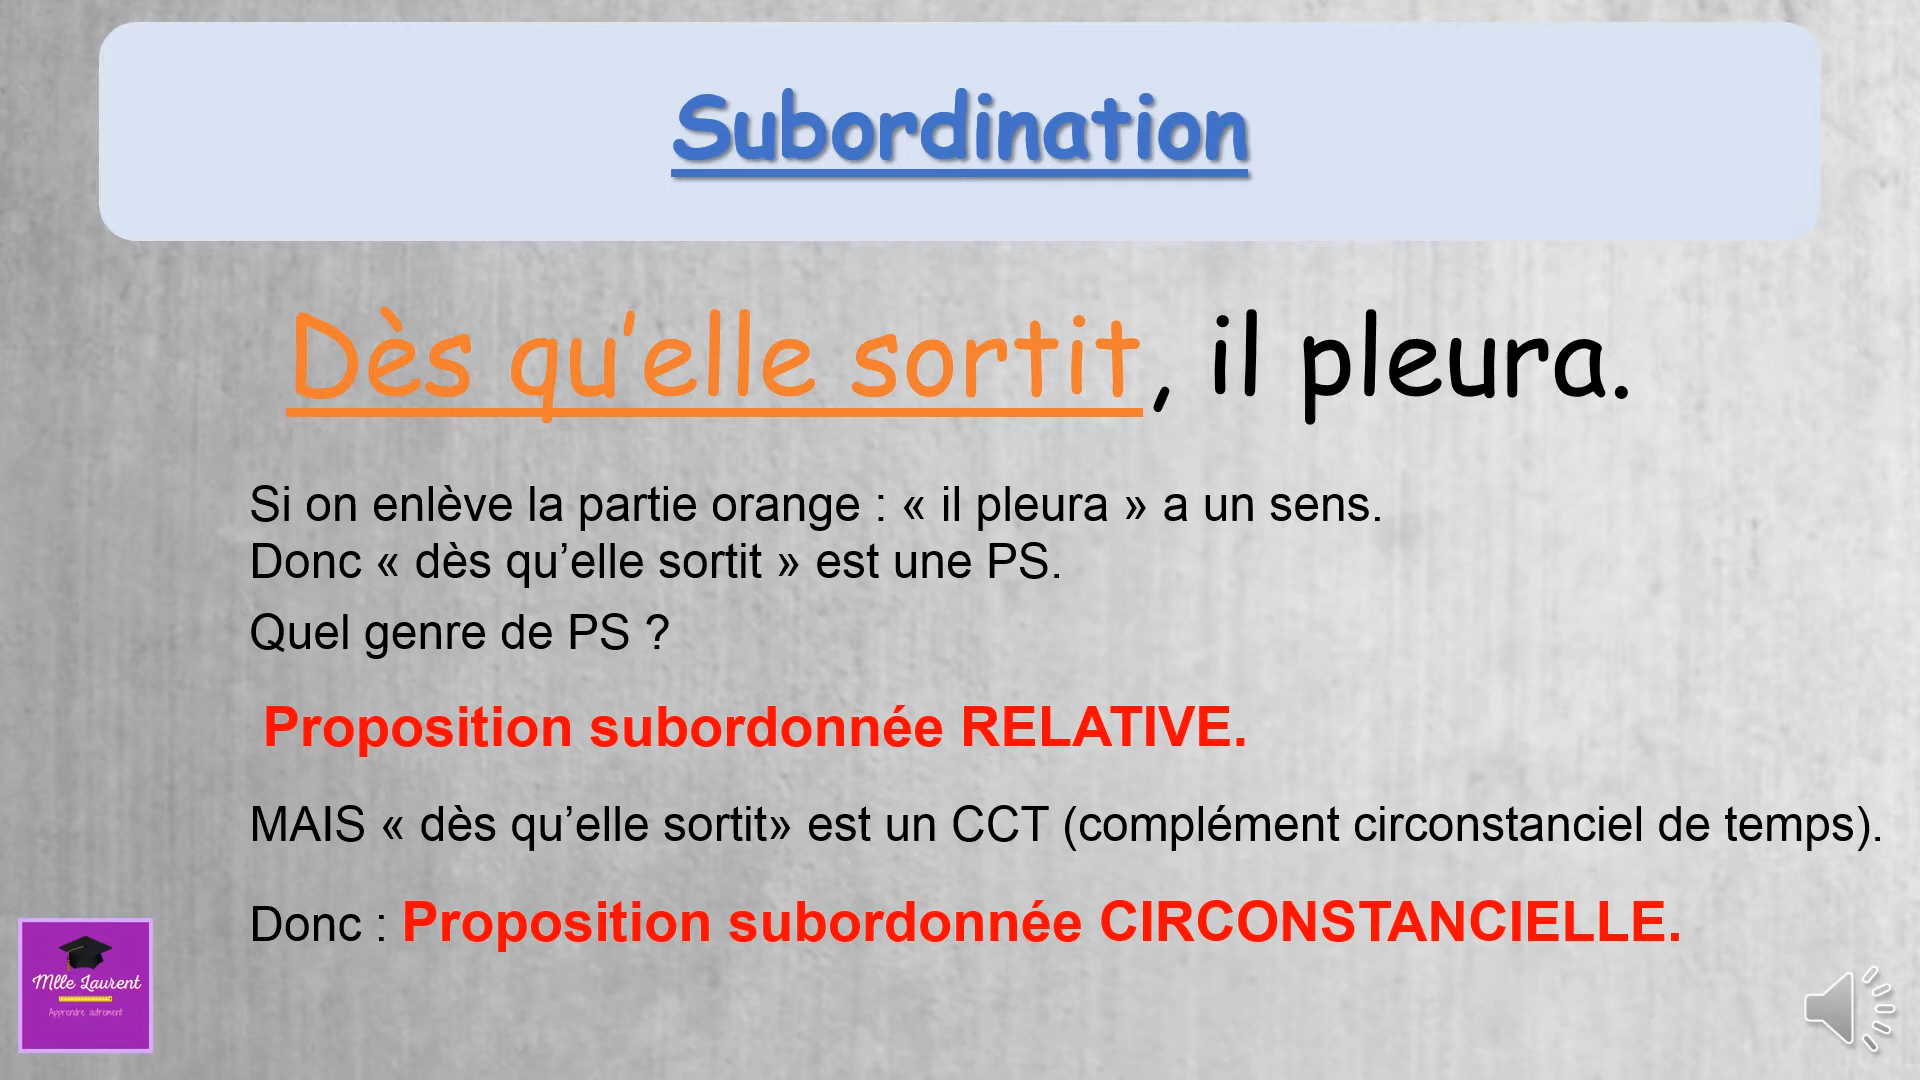 Subordination
Dès qu’elle sortit, il pleura.
Si on enlève la partie orange : « il pleura » a un sens.
Donc « dès qu’elle sortit » est une PS.
Quel genre de PS ?
Proposition subordonnée RELATIVE.
MAIS « dès qu’elle sortit» est un CCT (complément circonstanciel de temps).
Donc : Proposition subordonnée CIRCONSTANCIELLE.
Mlle Laurent
Apprendre autrement